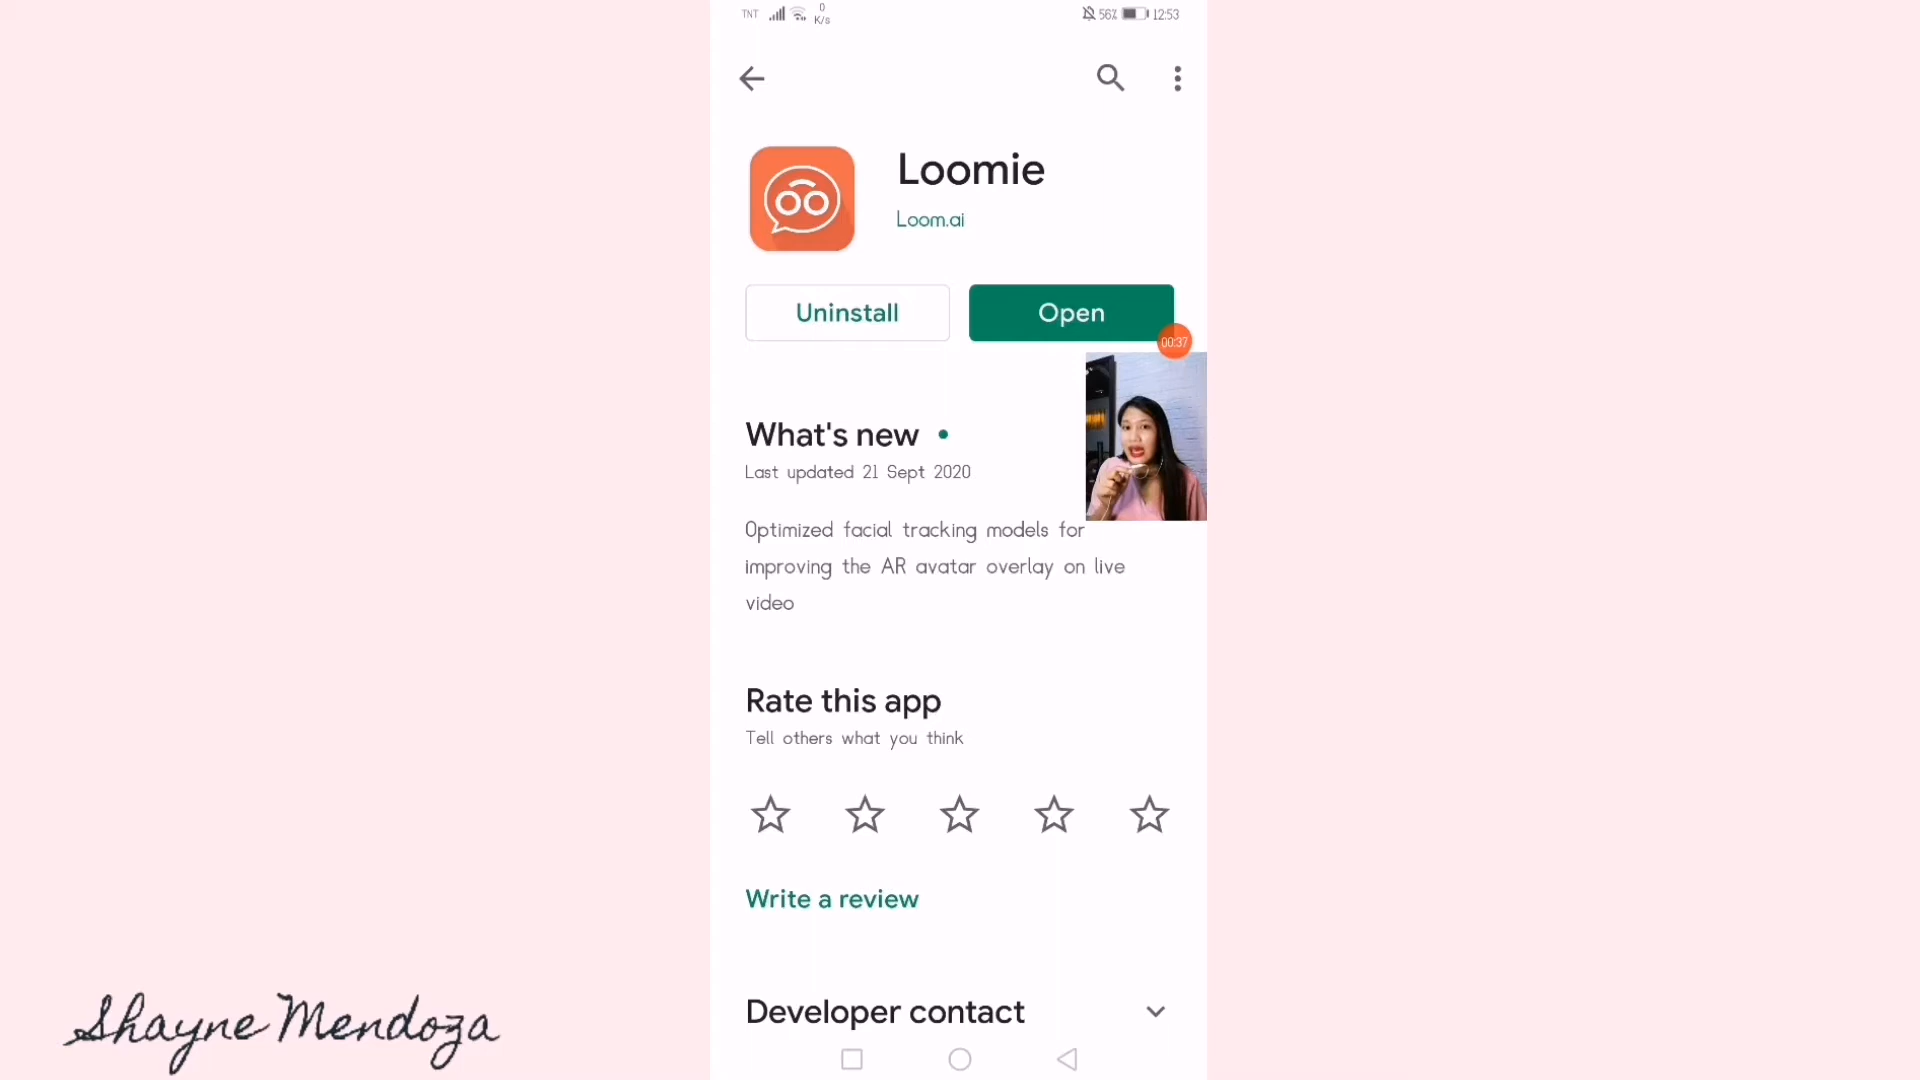 TNT 0 K/s 56% 12:53
Loomie
Loom.ai
Uninstall Open
00:37
What's new
Last updated 21 Sept 2020
Optimized facial tracking models for
improving the AR avatar overlay on live
video
Rate this app
Tell others what you think
Write a review
Developer contact
Shayne Mendoza